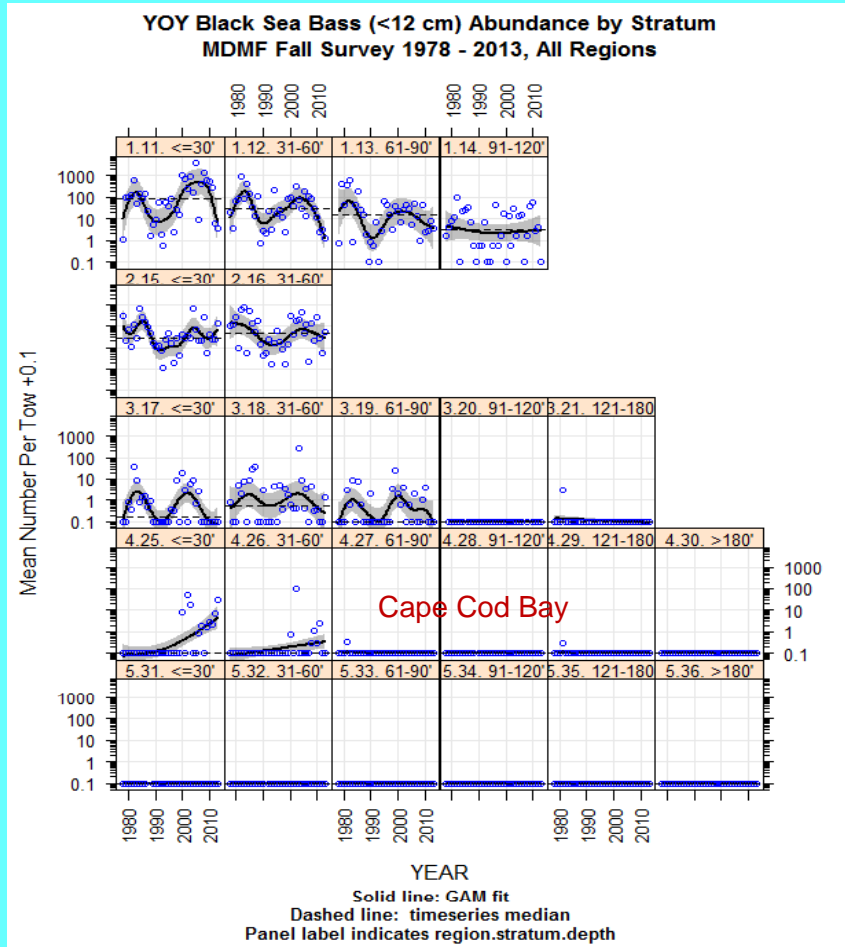 YOY Black Sea Bass (<12 cm) Abundance by Stratum
MDMF Fall Survey 1978 - 2013, All Regions
1980 1990 2000 2010 1980 1990 2000 2010
1.11. <=30' 1.12. 31-60' 1.13. 61-90' 1.14. 91-120'
1000
100
10
1
0.1
2.15. <=30' 2.16. 31-60'
Mean Number Per Tow +0.1
3.17. <=30' 3.18. 31-60' 3.19. 61-90' 3.20. 91-120' 3.21. 121-180
1000
100
10
1
0.1
4.25. <=30' 4.26. 31-60' 4.27. 61-90' 4.28. 91-120' 4.29. 121-180 4.30. >180'
Cape Cod Bay
1000
100
10
1
0.1
5.31. <=30' 5.32. 31-60' 5.33. 61-90' 5.34. 91-120' 5.35. 121-180 5.36. >180'
1000
100
10
1
0.1
1980 1990 2000 2010 1980 1990 2000 2010 1980 1990 2000 2010
YEAR
Solid line: GAM fit
Dashed line: timeseries median
Panel label indicates region.stratum.depth